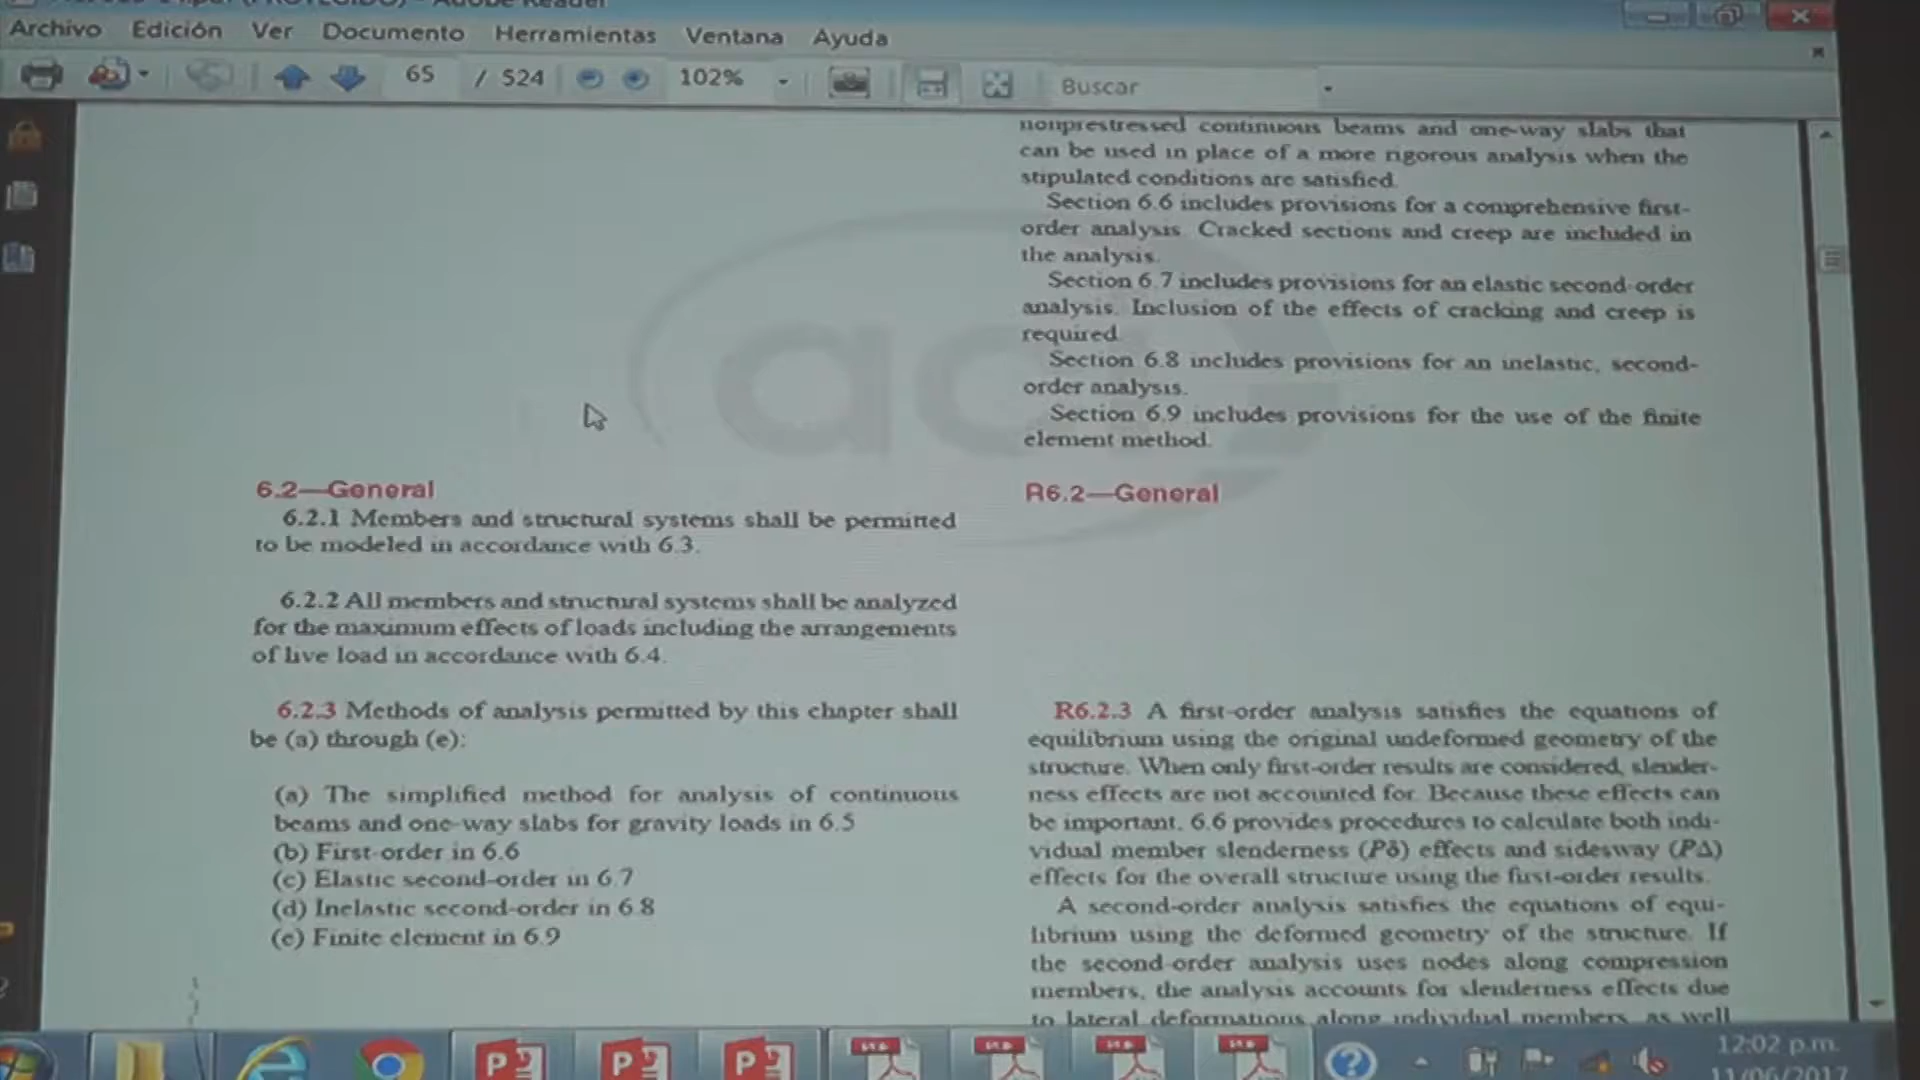 Archivo Edición Ver Documento Herramientas Ventana Ayuda
65 / 524 102% Buscar
nonprestressed continuous beams and one-way slabs that
can be used in place of a more rigorous analysis when the
stipulated conditions are satisfied.
Section 6.6 includes provisions for a comprehensive first-
order analysis. Cracked sections and creep are included in
the analysis.
Section 6.7 includes provisions for an elastic second-order
analysis. Inclusion of the effects of cracking and creep is
required.
Section 6.8 includes provisions for an inelastic, second-
order analysis.
Section 6.9 includes provisions for the use of the finite
element method.
aci
6.2—General
6.2.1 Members and structural systems shall be permitted
to be modeled in accordance with 6.3.
6.2.2 All members and structural systems shall be analyzed
for the maximum effects of loads including the arrangements
of live load in accordance with 6.4.
6.2.3 Methods of analysis permitted by this chapter shall
be (a) through (e):
(a) The simplified method for analysis of continuous
beams and one-way slabs for gravity loads in 6.5
(b) First-order in 6.6
(c) Elastic second-order in 6.7
(d) Inelastic second-order in 6.8
(e) Finite element in 6.9
R6.2—General
R6.2.3 A first-order analysis satisfies the equations of
equilibrium using the original undeformed geometry of the
structure. When only first-order results are considered, slender-
ness effects are not accounted for. Because these effects can
be important, 6.6 provides procedures to calculate both indi-
vidual member slenderness (Pδ) effects and sidesway (PΔ)
effects for the overall structure using the first-order results.
A second-order analysis satisfies the equations of equi-
librium using the deformed geometry of the structure. If
the second-order analysis uses nodes along compression
members, the analysis accounts for slenderness effects due
to lateral deformations along individual members, as well
12:02 p.m.
11/06/2017